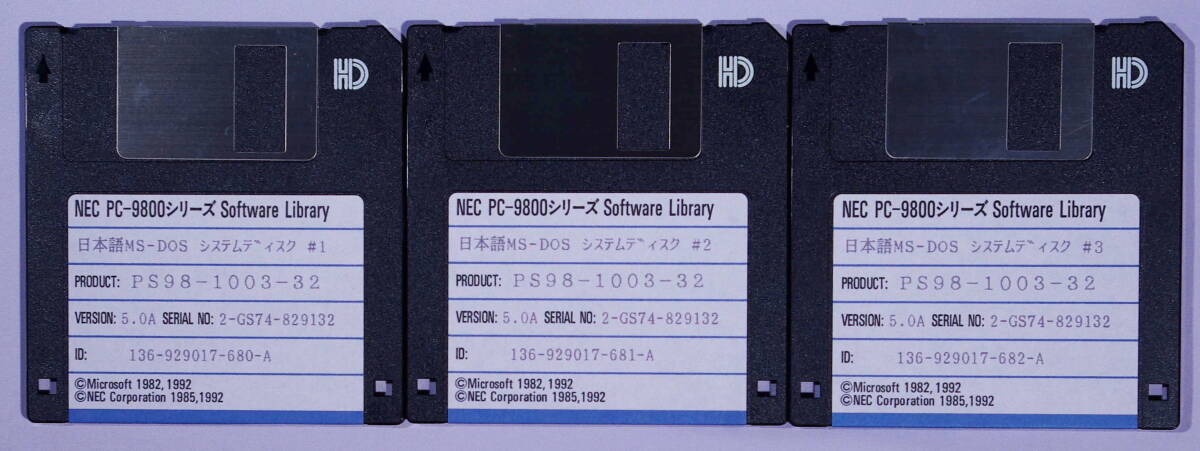 HD
NEC PC-9800シリーズ Software Library
日本語MS-DOS システムディスク #1
PRODUCT: PS98-1003-32
VERSION: 5.0A SERIAL NO: 2-GS74-829132
ID: 136-929017-680-A
©Microsoft 1982,1992
©NEC Corporation 1985,1992
HD
NEC PC-9800シリーズ Software Library
日本語MS-DOS システムディスク #2
PRODUCT: PS98-1003-32
VERSION: 5.0A SERIAL NO: 2-GS74-829132
ID: 136-929017-681-A
©Microsoft 1982,1992
©NEC Corporation 1985,1992
HD
NEC PC-9800シリーズ Software Library
日本語MS-DOS システムディスク #3
PRODUCT: PS98-1003-32
VERSION: 5.0A SERIAL NO: 2-GS74-829132
ID: 136-929017-682-A
©Microsoft 1982,1992
©NEC Corporation 1985,1992